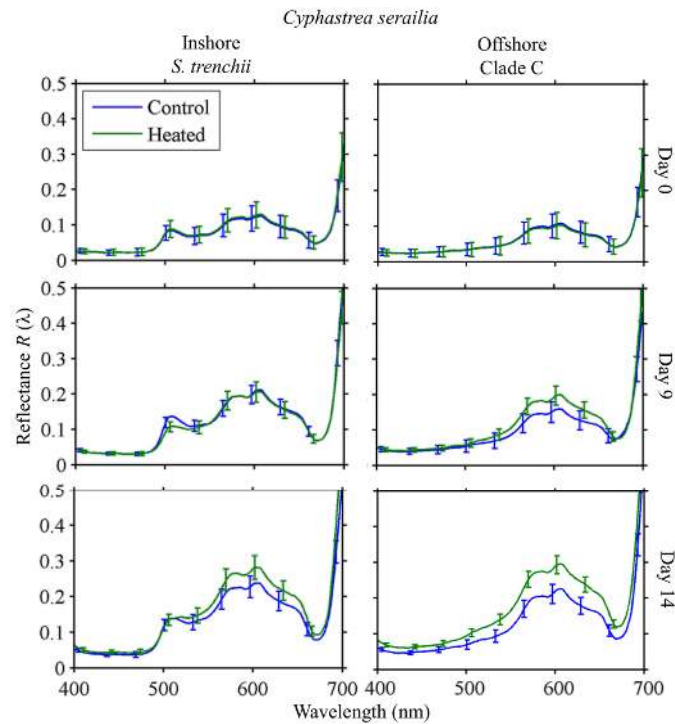 Cyphastrea serailia
Inshore
S. trenchii
Offshore
Clade C
Control
Heated
0.5
0.4
0.3
0.2
0.1
0
Day 0
0.5
0.4
0.3
0.2
0.1
0
Day 9
Reflectance R (λ)
0.5
0.4
0.3
0.2
0.1
0
Day 14
400
500
600
700
400
500
600
700
Wavelength (nm)